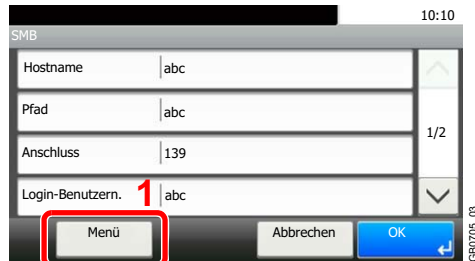 10:10
SMB
Hostname abc
Pfad abc
1/2
Anschluss 139
Login-Benutzern. 1 abc
Menü Abbrechen OK
GB0705_03